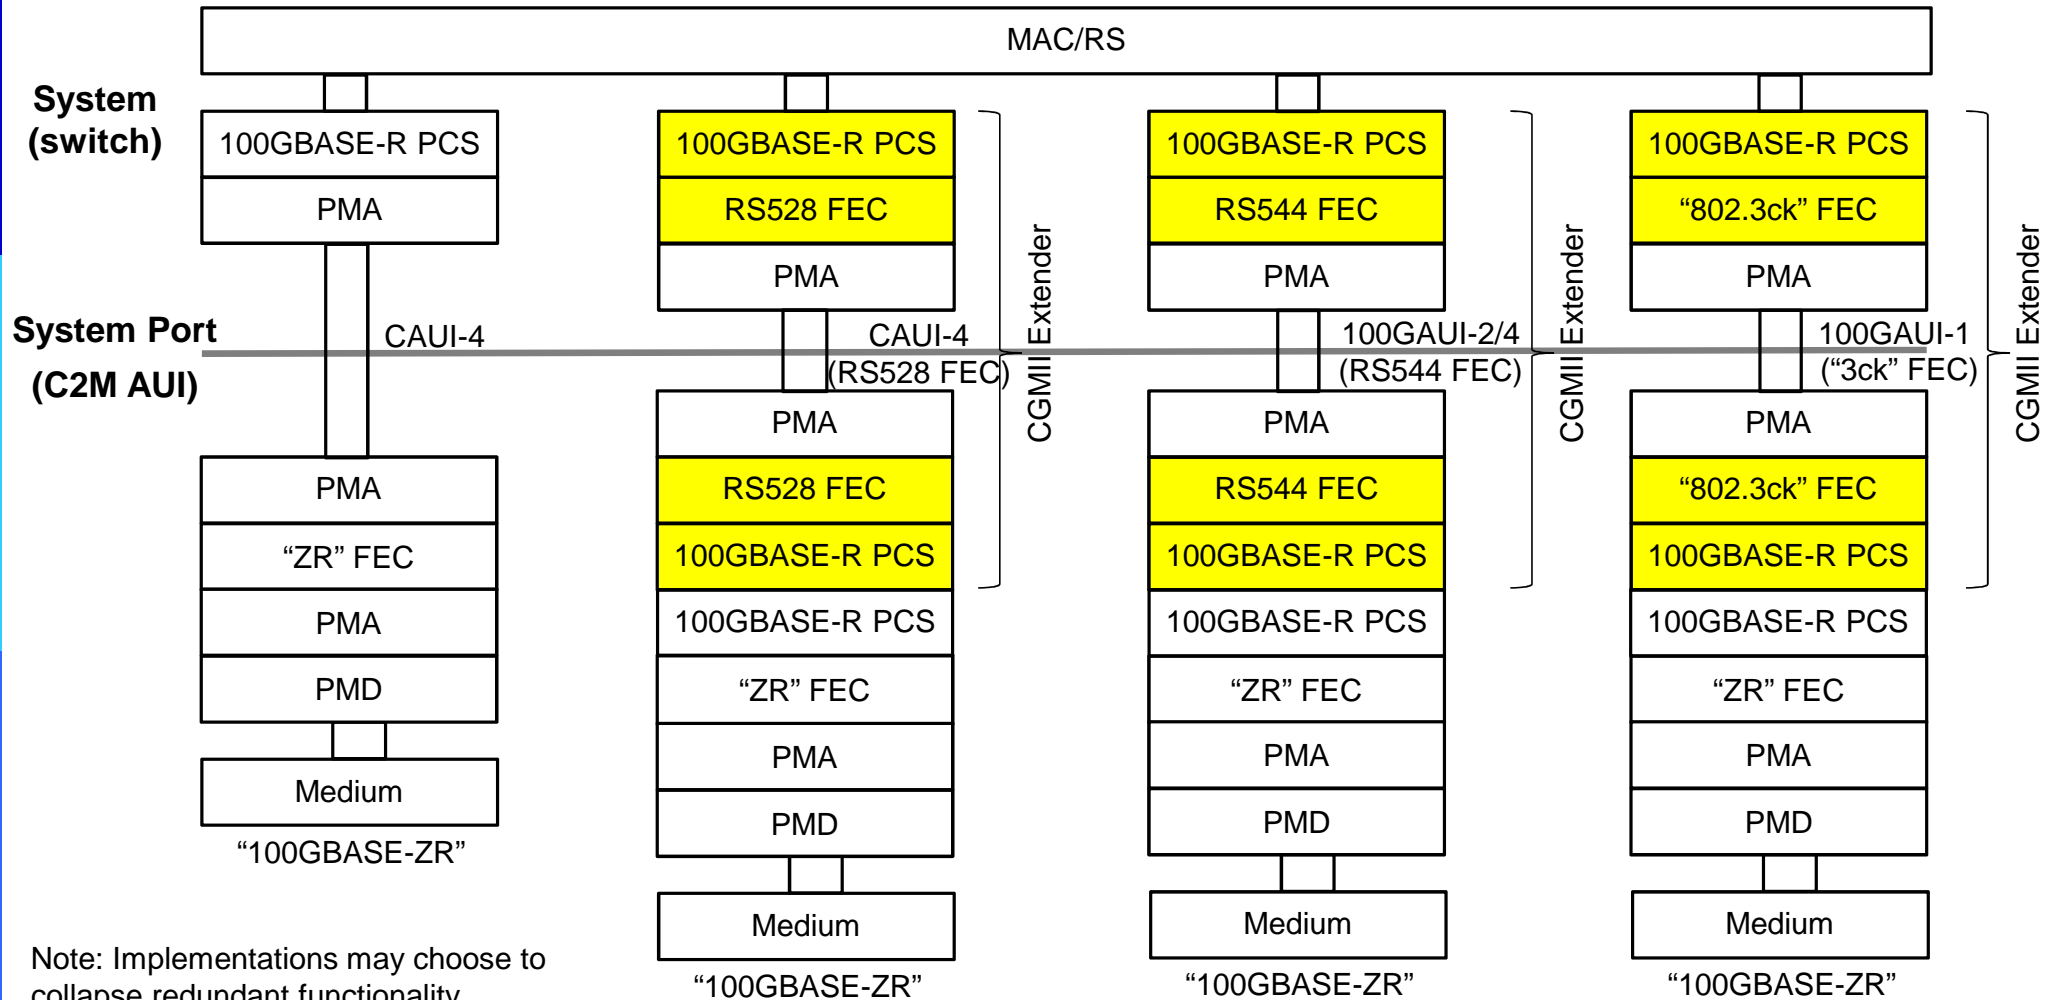 MAC/RS
System
(switch)
100GBASE-R PCS
PMA
CAUI-4
PMA
“ZR” FEC
PMA
PMD
Medium
“100GBASE-ZR”
100GBASE-R PCS
RS528 FEC
PMA
CAUI-4
(RS528 FEC)
PMA
RS528 FEC
100GBASE-R PCS
100GBASE-R PCS
“ZR” FEC
PMA
PMD
Medium
“100GBASE-ZR”
CGMII Extender
100GBASE-R PCS
RS544 FEC
PMA
100GAUI-2/4
(RS544 FEC)
PMA
RS544 FEC
100GBASE-R PCS
100GBASE-R PCS
“ZR” FEC
PMA
PMD
Medium
“100GBASE-ZR”
CGMII Extender
100GBASE-R PCS
“802.3ck” FEC
PMA
100GAUI-1
(“3ck” FEC)
PMA
“802.3ck” FEC
100GBASE-R PCS
100GBASE-R PCS
“ZR” FEC
PMA
PMD
Medium
“100GBASE-ZR”
CGMII Extender
System Port
(C2M AUI)
Note: Implementations may choose to
collapse redundant functionality